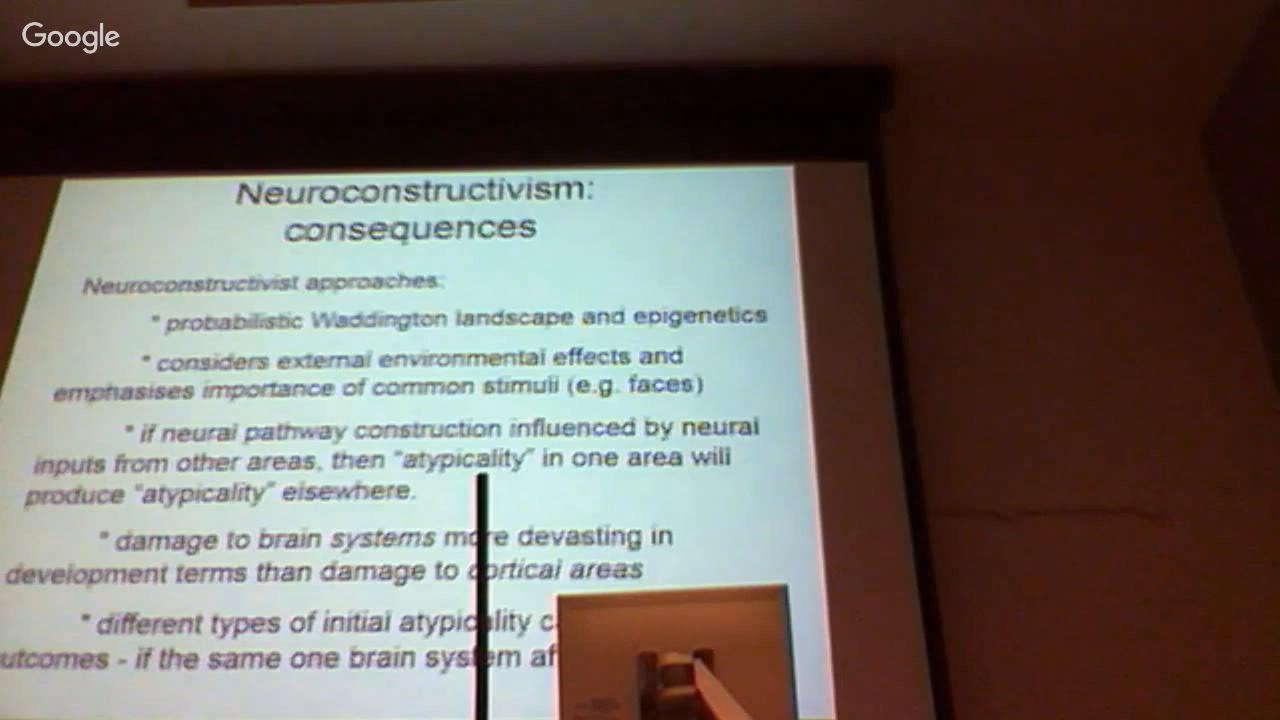 Google
Neuroconstructivism:
consequences
Neuroconstructivist approaches:
* probabilistic Waddington landscape and epigenetics
* considers external environmental effects and
emphasises importance of common stimuli (e.g. faces)
* if neural pathway construction influenced by neural
inputs from other areas, then "atypicality" in one area will
produce "atypicality" elsewhere.
* damage to brain systems more devasting in
development terms than damage to cortical areas
* different types of initial atypicality
utcomes - if the same one brain system